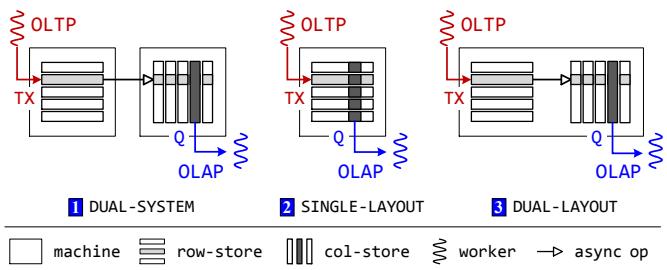 OLTP OLTP OLTP
TX TX TX
Q Q Q
OLAP OLAP OLAP
1 DUAL-SYSTEM 2 SINGLE-LAYOUT 3 DUAL-LAYOUT
machine row-store col-store worker async op